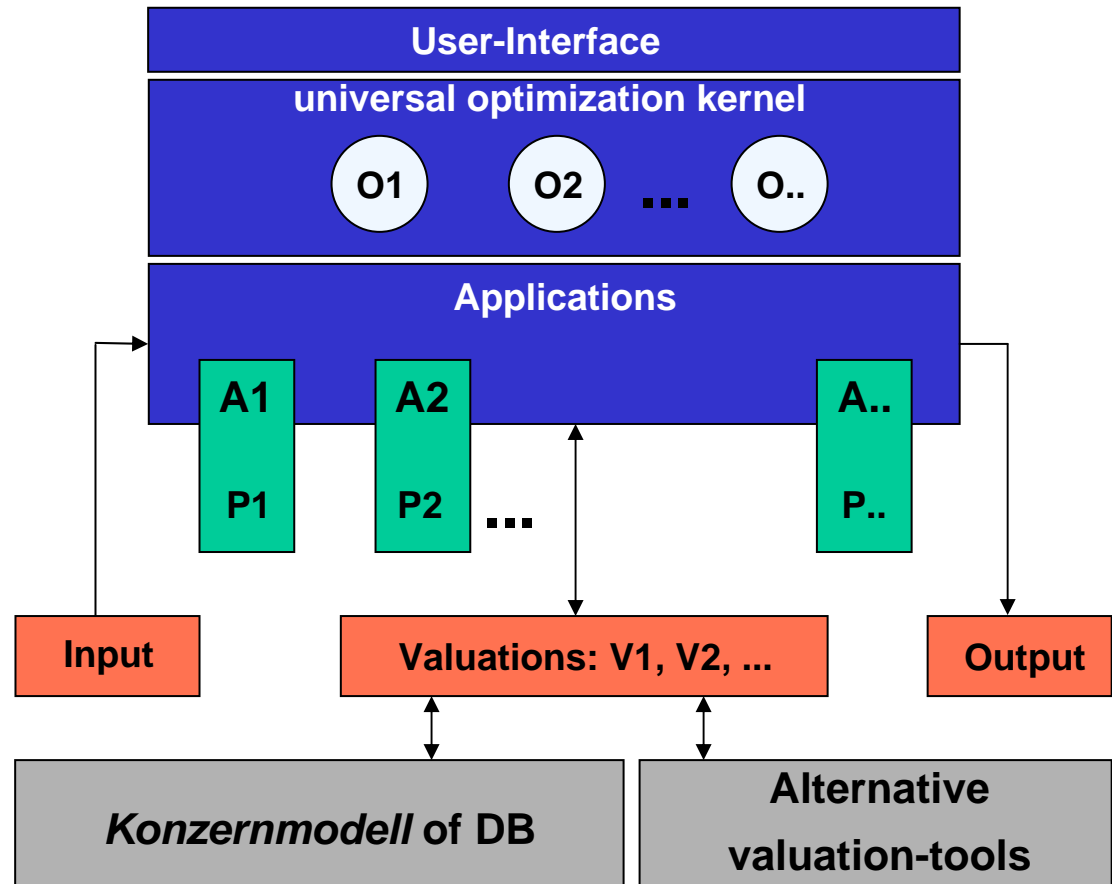 User-Interface
universal optimization kernel
O1 O2 ... O..
Applications
A1 A2 A..
P1 P2 ... P..
Input Valuations: V1, V2, ... Output
Konzernmodell of DB
Alternative
valuation-tools